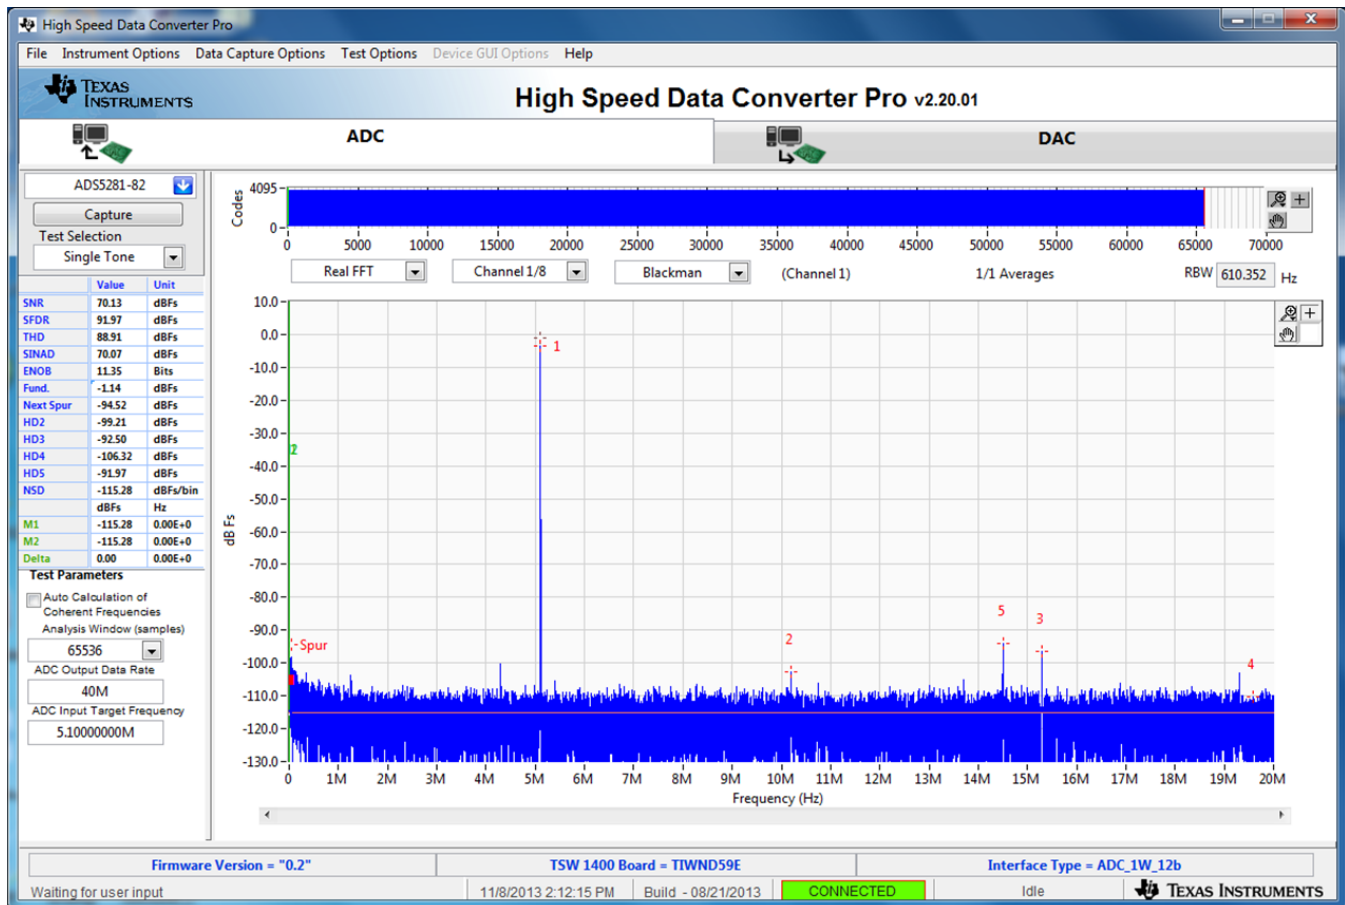 High Speed Data Converter Pro
File Instrument Options Data Capture Options Test Options Device GUI Options Help
TEXAS INSTRUMENTS
High Speed Data Converter Pro v2.20.01
ADC
DAC
ADS5281-82
Capture
Test Selection
Single Tone
Value Unit
SNR 70.13 dBFs
SFDR 91.97 dBFs
THD 88.91 dBFs
SINAD 70.07 dBFs
ENOB 11.35 Bits
Fund. -1.14 dBFs
Next Spur -94.52 dBFs
HD2 -99.21 dBFs
HD3 -92.50 dBFs
HD4 -106.32 dBFs
HD5 -91.97 dBFs
NSD -115.28 dBFs/bin
dBFs Hz
M1 -115.28 0.00E+0
M2 -115.28 0.00E+0
Delta 0.00 0.00E+0
Test Parameters
Auto Calculation of
Coherent Frequencies
Analysis Window (samples)
65536
ADC Output Data Rate
40M
ADC Input Target Frequency
5.10000000M
Codes
4095
0
0 5000 10000 15000 20000 25000 30000 35000 40000 45000 50000 55000 60000 65000 70000
Real FFT Channel 1/8 Blackman (Channel 1) 1/1 Averages RBW 610.352 Hz
dB Fs
10.0
0.0
-10.0
-20.0
-30.0
-40.0
-50.0
-60.0
-70.0
-80.0
-90.0
-100.0
-110.0
-120.0
-130.0
1
2
5
3
2
4
Spur
0 1M 2M 3M 4M 5M 6M 7M 8M 9M 10M 11M 12M 13M 14M 15M 16M 17M 18M 19M 20M
Frequency (Hz)
Firmware Version = "0.2"
TSW 1400 Board = TIWND59E
Interface Type = ADC_1W_12b
Waiting for user input
11/8/2013 2:12:15 PM
Build - 08/21/2013
CONNECTED
Idle
TEXAS INSTRUMENTS